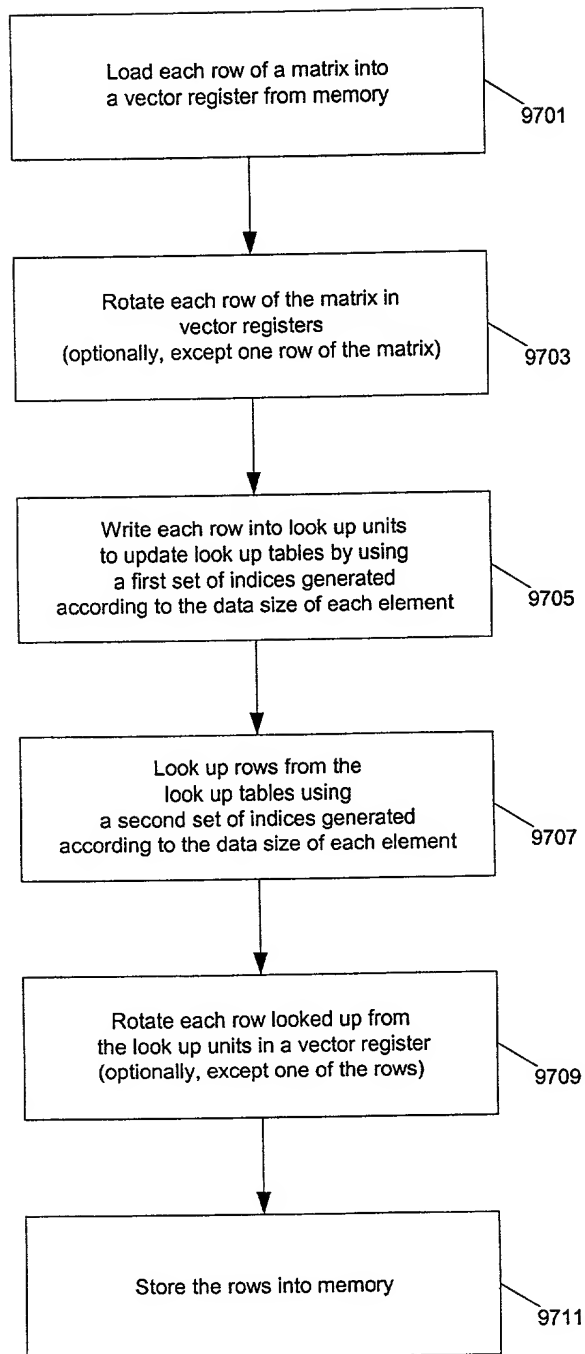 Load each row of a matrix into
a vector register from memory
9701
Rotate each row of the matrix in
vector registers
(optionally, except one row of the matrix)
9703
Write each row into look up units
to update look up tables by using
a first set of indices generated
according to the data size of each element
9705
Look up rows from the
look up tables using
a second set of indices generated
according to the data size of each element
9707
Rotate each row looked up from
the look up units in a vector register
(optionally, except one of the rows)
9709
Store the rows into memory
9711